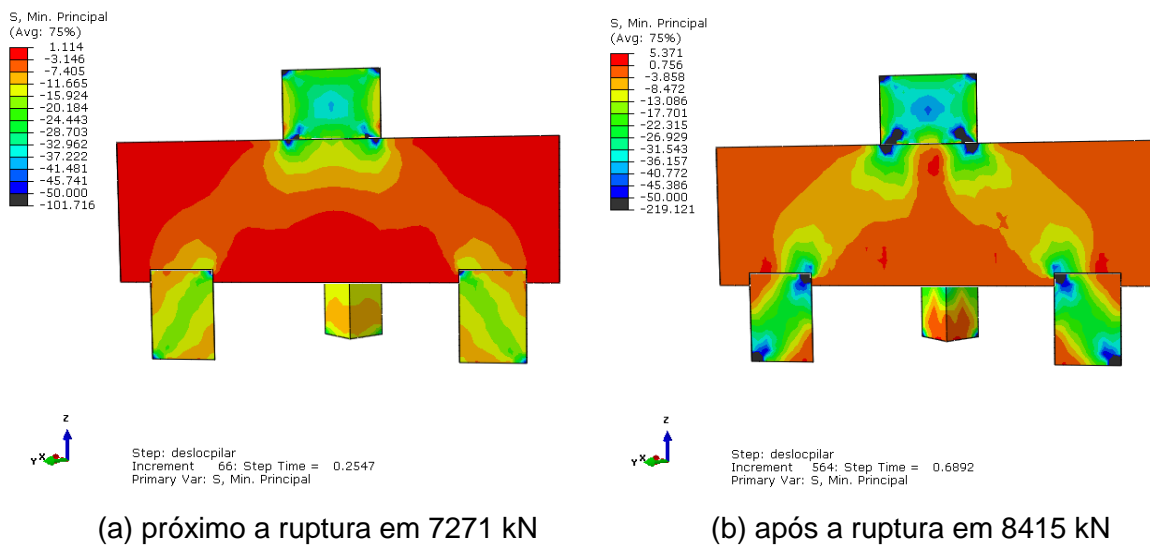 S, Min. Principal
(Avg: 75%)
1.114
-3.146
-7.405
-11.665
-15.924
-20.184
-24.443
-28.703
-32.962
-37.222
-41.481
-45.741
-50.000
-101.716
Z
Y X
Step: deslocpilar
Increment 66: Step Time = 0.2547
Primary Var: S, Min. Principal
(a) próximo a ruptura em 7271 kN
S, Min. Principal
(Avg: 75%)
5.371
0.756
-3.858
-8.472
-13.086
-17.701
-22.315
-26.929
-31.543
-36.157
-40.772
-45.386
-50.000
-219.121
Z
Y X
Step: deslocpilar
Increment 564: Step Time = 0.6892
Primary Var: S, Min. Principal
(b) após a ruptura em 8415 kN